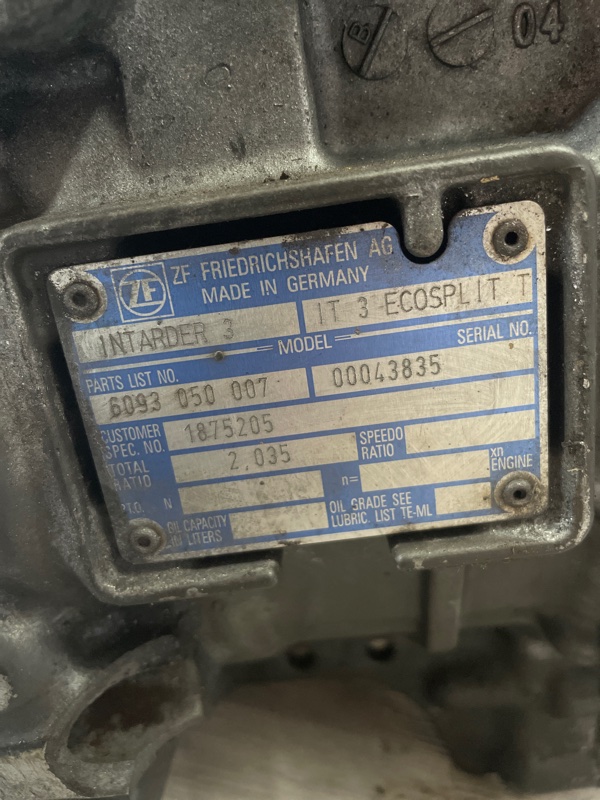 04
ZF
ZF FRIEDRICHSHAFEN AG
MADE IN GERMANY
INTARDER 3 IT 3 ECOSPLIT T
MODEL
PARTS LIST NO. SERIAL NO.
6093 050 007 00043835
CUSTOMER SPEC. NO. 1875205
TOTAL RATIO 2,035 SPEEDO RATIO
P.T.O. N n= xn ENGINE
OIL CAPACITY IN LITERS OIL GRADE SEE LUBRIC. LIST TE-ML